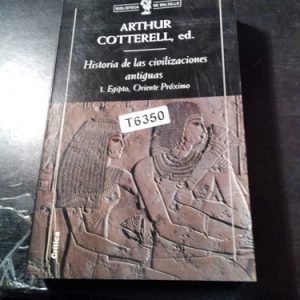 BIBLIOTECA DE BOLSILLO
ARTHUR
COTTERELL, ed.
Historia de las civilizaciones
antiguas
1. Egipto, Oriente Próximo
T6350
Crítica